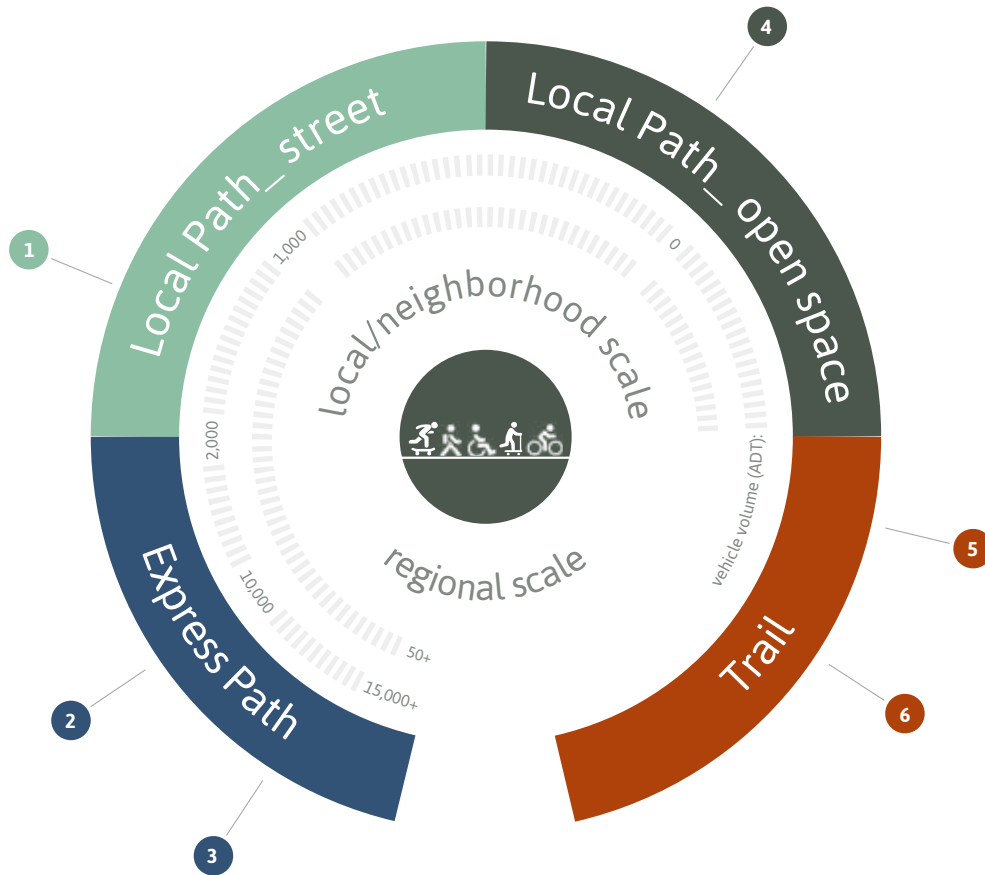 4
Local Path_ street
Local Path_ open space
1,000
0
1
local/neighborhood scale
2,000
vehicle volume (ADT):
5
Express Path
regional scale
10,000
Trail
50+
15,000+
2
6
3